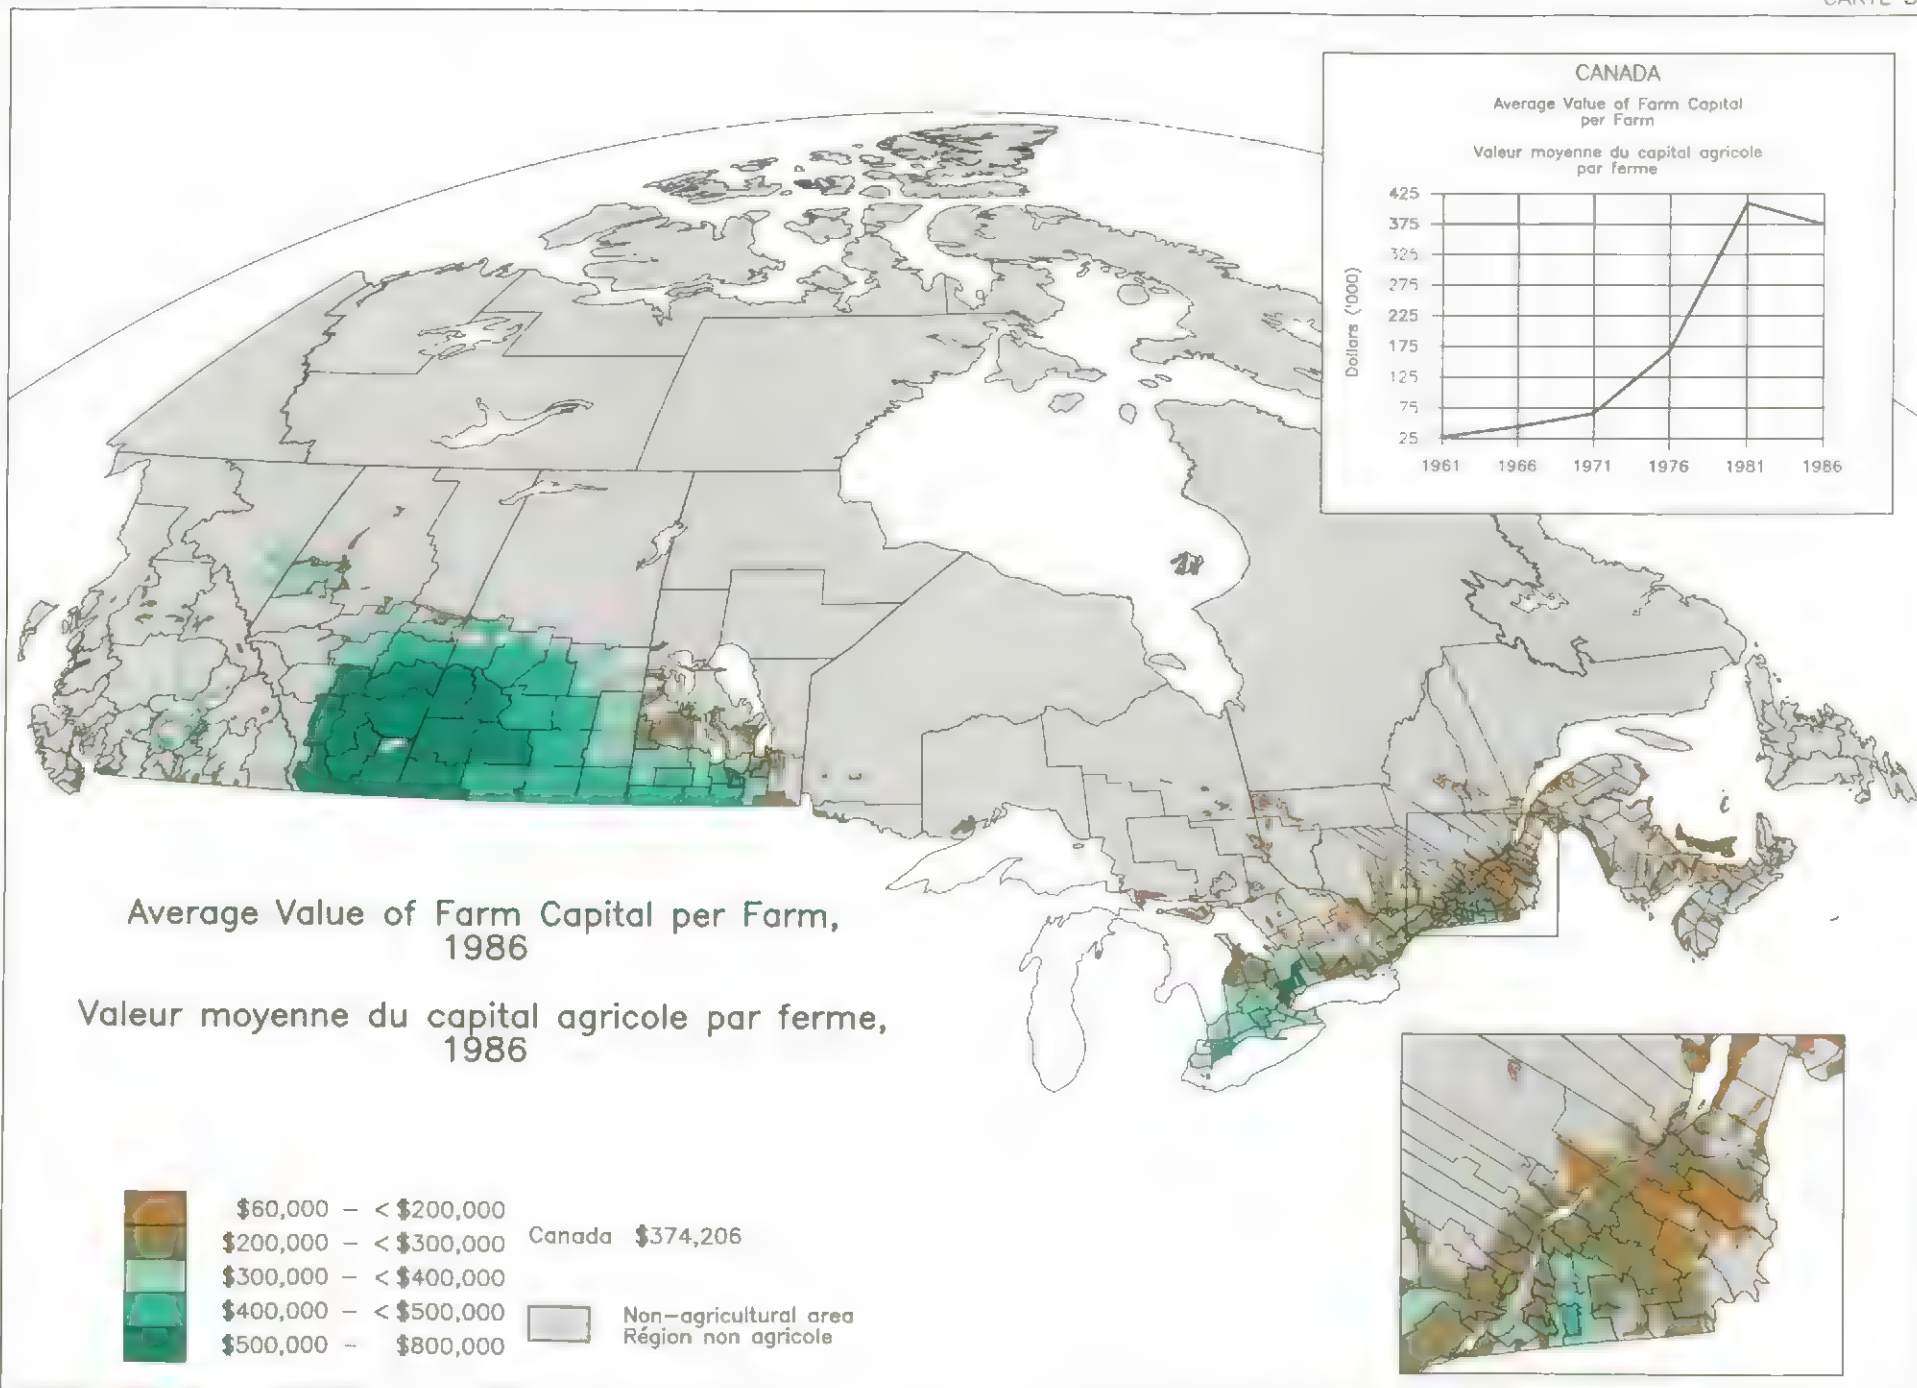 CANADA
Average Value of Farm Capital
per Farm
Valeur moyenne du capital agricole
par ferme
425
375
325
275
225
175
125
75
25
Dollars ('000)
1961 1966 1971 1976 1981 1986
Average Value of Farm Capital per Farm,
1986
Valeur moyenne du capital agricole par ferme,
1986
$60,000 – < $200,000
$200,000 – < $300,000
$300,000 – < $400,000
$400,000 – < $500,000
$500,000 – $800,000
Canada $374,206
Non–agricultural area
Région non agricole